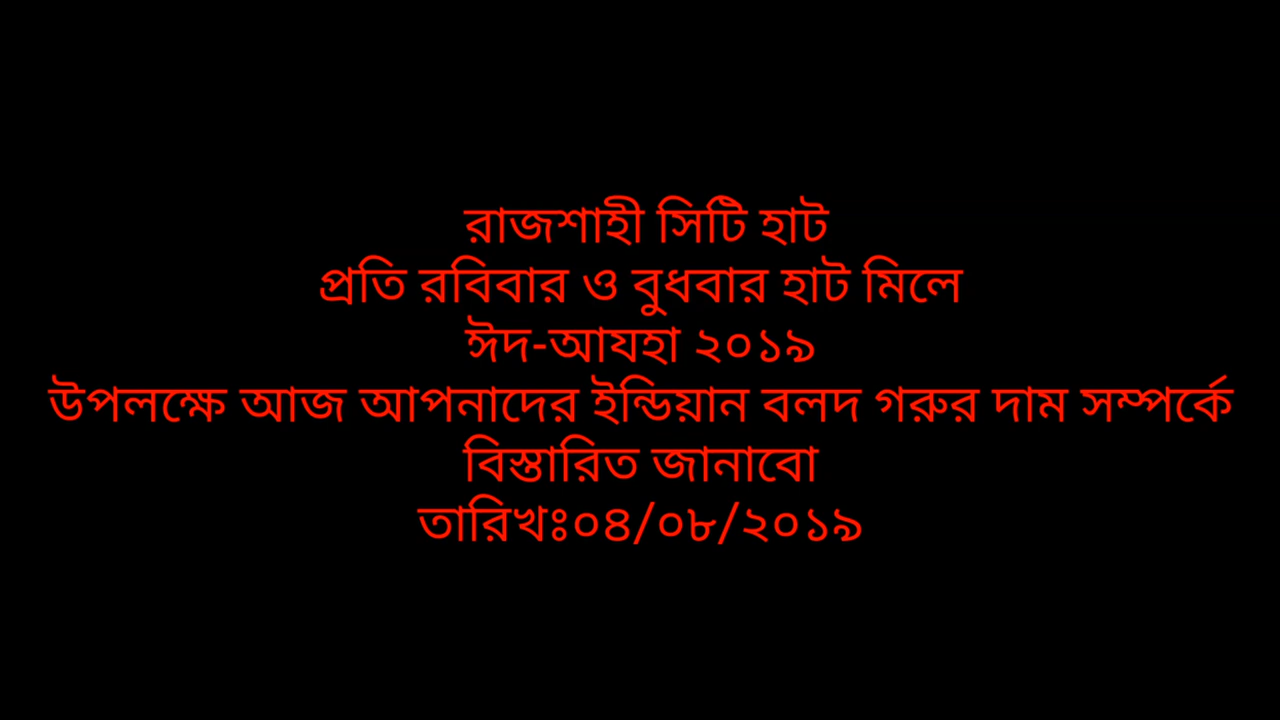 রাজশাহী সিটি হাট
প্রতি রবিবার ও বুধবার হাট মিলে
ঈদ-আযহা ২০১৯
উপলক্ষে আজ আপনাদের ইন্ডিয়ান বলদ গরুর দাম সম্পর্কে
বিস্তারিত জানাবো
তারিখঃ০৪/০৮/২০১৯